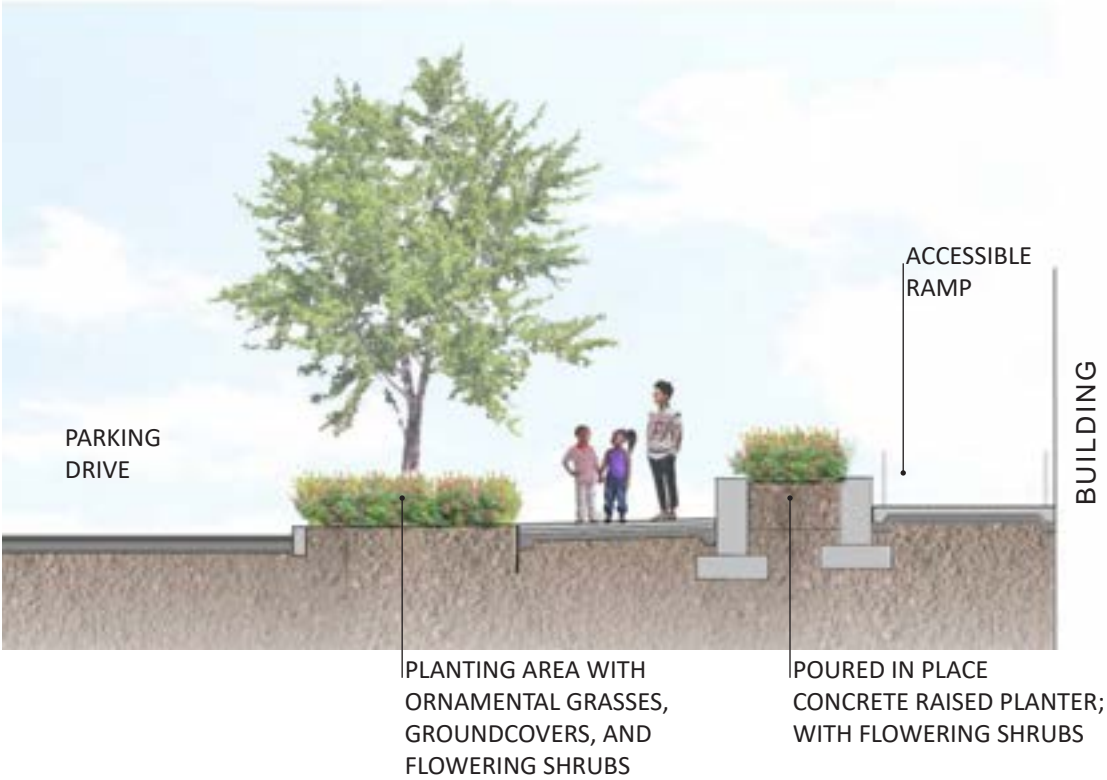 ACCESSIBLE
RAMP
BUILDING
PARKING
DRIVE
PLANTING AREA WITH
ORNAMENTAL GRASSES,
GROUNDCOVERS, AND
FLOWERING SHRUBS
POURED IN PLACE
CONCRETE RAISED PLANTER;
WITH FLOWERING SHRUBS